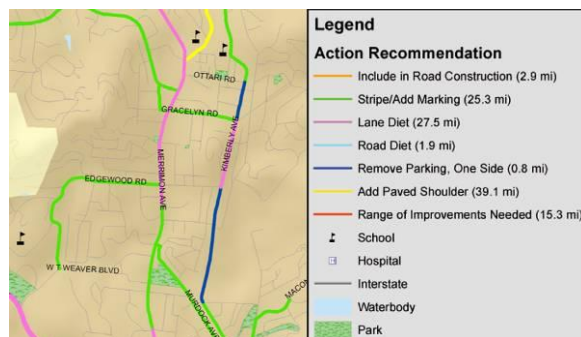 OTTARI RD
GRACELYN RD
KIMBERLY AVE
MERRIMON AVE
EDGEWOOD RD
W T WEAVER BLVD
MURDOCK AVE
MACON
Legend
Action Recommendation
Include in Road Construction (2.9 mi)
Stripe/Add Marking (25.3 mi)
Lane Diet (27.5 mi)
Road Diet (1.9 mi)
Remove Parking, One Side (0.8 mi)
Add Paved Shoulder (39.1 mi)
Range of Improvements Needed (15.3 mi)
School
Hospital
Interstate
Waterbody
Park